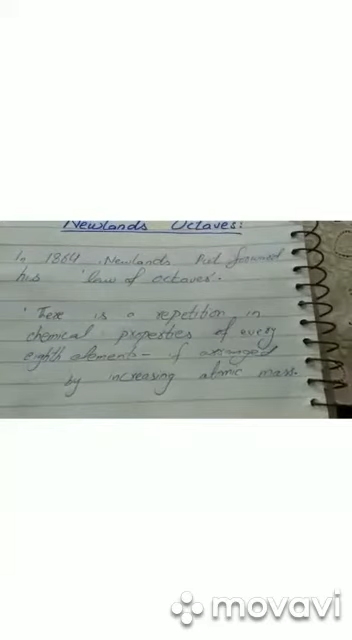 Newlands Octaves:
In 1864 Newlands Put forward
his 'law of octaves'.
'There is a repetition in
chemical properties of every
eighth element - if arranged
by increasing atomic mass.
movavi